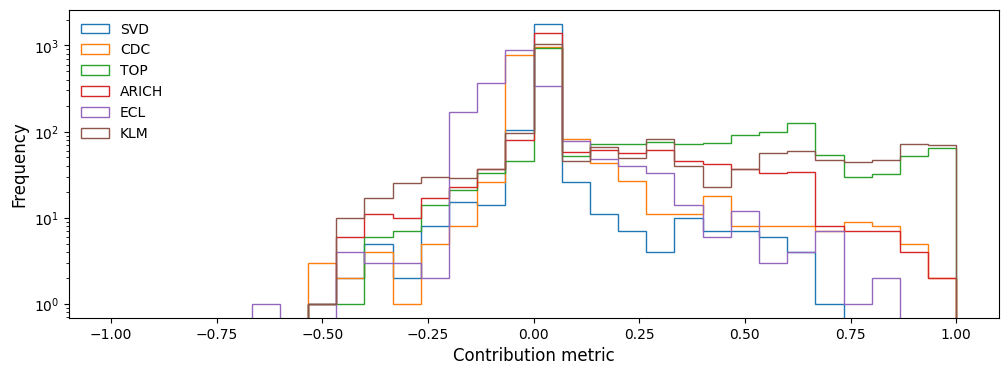 SVD
CDC
TOP
ARICH
ECL
KLM
Frequency
10³
10²
10¹
10⁰
−1.00 −0.75 −0.50 −0.25 0.00 0.25 0.50 0.75 1.00
Contribution metric